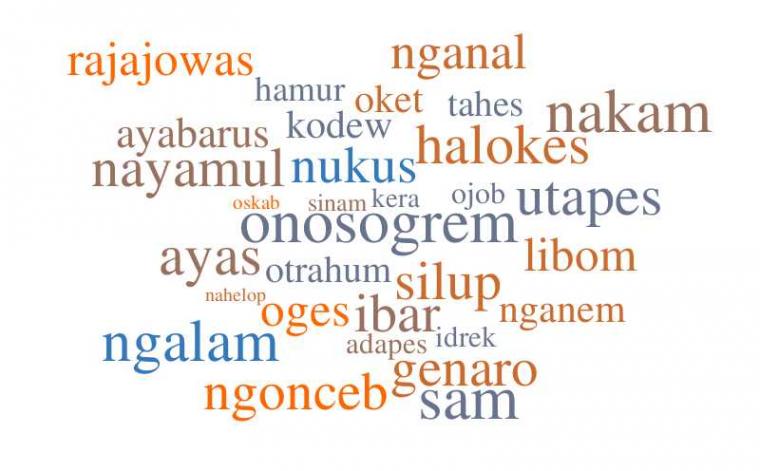 rajajowas nganal
hamur oket tahes nakam
ayabarus kodew halokes
nayamul nukus
oskab sinam kera ojob utapes
onosogrem
ayas otrahum silup libom
nahelop oges ibar nganem
ngalam adapes idrek
ngonceb genaro
sam